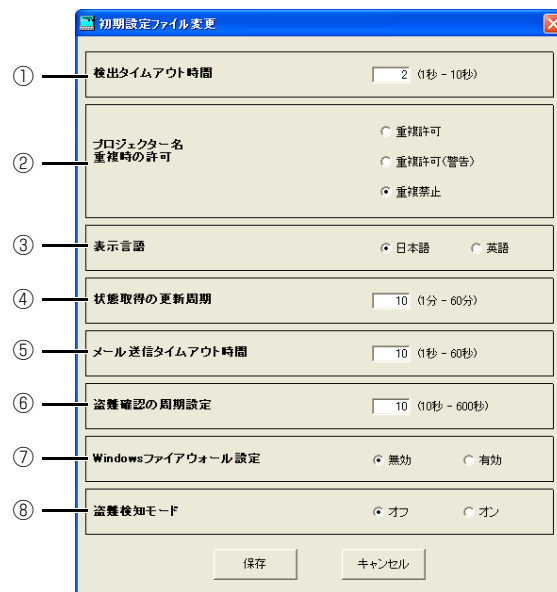 初期設定ファイル変更
① 検出タイムアウト時間 2 (1秒 - 10秒)
② プロジェクター名
重複時の許可
重複許可
重複許可(警告)
重複禁止
③ 表示言語 日本語 英語
④ 状態取得の更新周期 10 (1分 - 60分)
⑤ メール送信タイムアウト時間 10 (1秒 - 60秒)
⑥ 盗難確認の周期設定 10 (10秒 - 600秒)
⑦ Windowsファイアウォール設定 無効 有効
⑧ 盗難検知モード オフ オン
保存 キャンセル